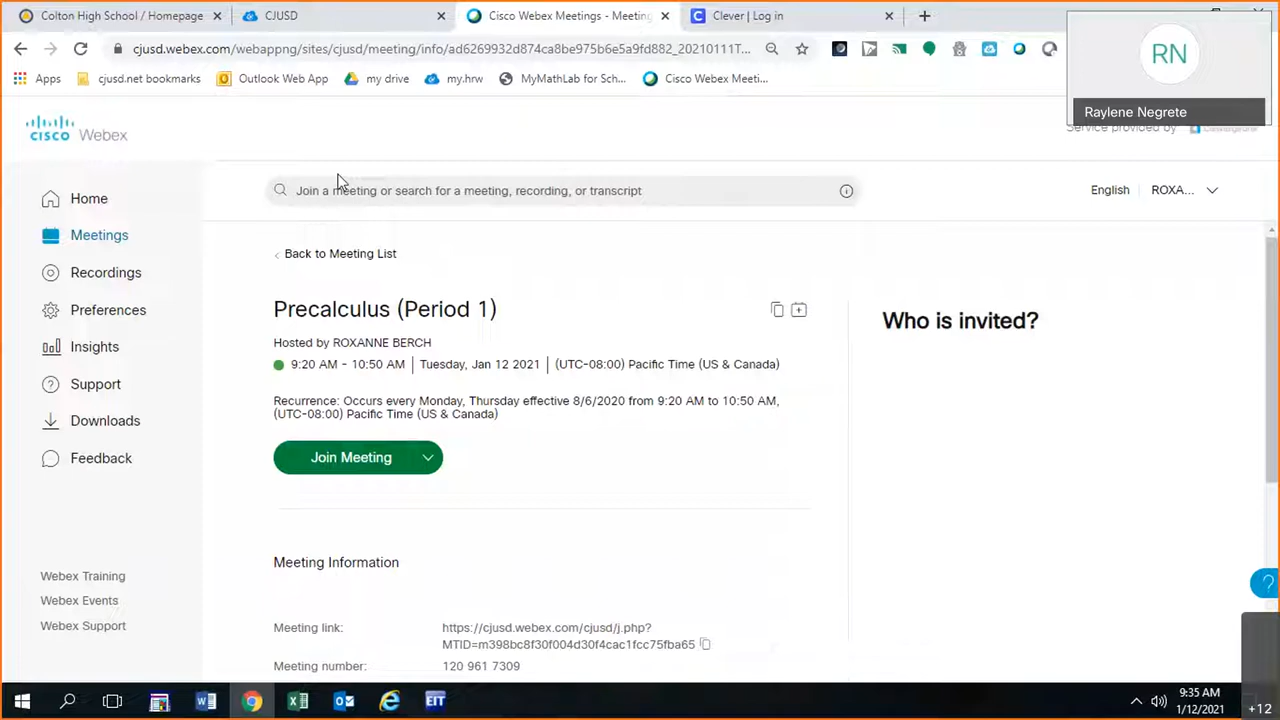 Colton High School / Homepage
CJUSD
Cisco Webex Meetings - Meeting
Clever | Log in
cjusd.webex.com/webappng/sites/cjusd/meeting/info/ad6269932d874ca8be975b6e5a9fd882_20210111T...
Apps
cjusd.net bookmarks
Outlook Web App
my drive
my.hrw
MyMathLab for Sch...
Cisco Webex Meeti...
RN
Raylene Negrete
CISCO Webex
Service provided by
Join a meeting or search for a meeting, recording, or transcript
English
ROXA...
Home
Meetings
Recordings
Preferences
Insights
Support
Downloads
Feedback
Webex Training
Webex Events
Webex Support
Back to Meeting List
Precalculus (Period 1)
Hosted by ROXANNE BERCH
9:20 AM - 10:50 AM | Tuesday, Jan 12 2021 | (UTC-08:00) Pacific Time (US & Canada)
Recurrence: Occurs every Monday, Thursday effective 8/6/2020 from 9:20 AM to 10:50 AM,
(UTC-08:00) Pacific Time (US & Canada)
Join Meeting
Meeting Information
Meeting link: https://cjusd.webex.com/cjusd/j.php?
MTID=m398bc8f30f004d30f4cac1fcc75fba65
Meeting number: 120 961 7309
Who is invited?
EIT
9:35 AM
1/12/2021
+12